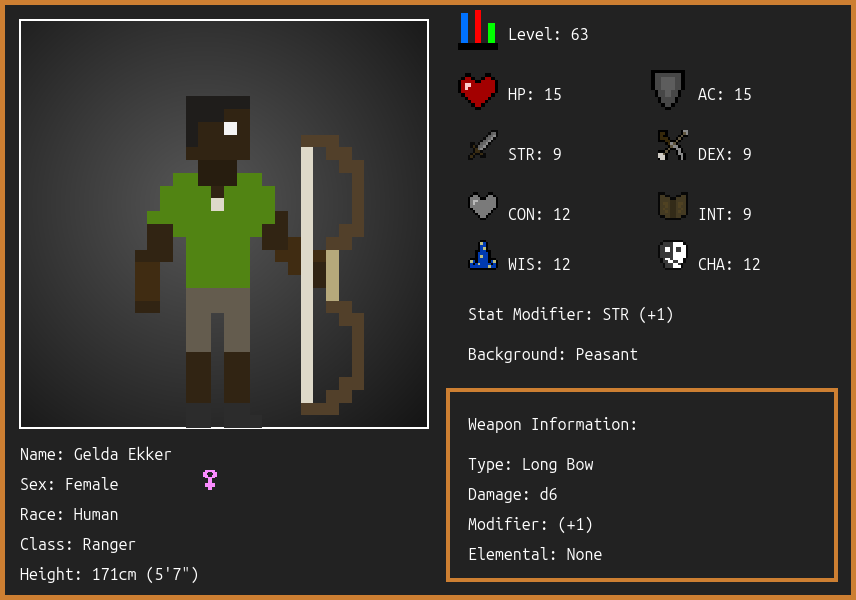 Level: 63
HP: 15
AC: 15
STR: 9
DEX: 9
CON: 12
INT: 9
WIS: 12
CHA: 12
Stat Modifier: STR (+1)
Background: Peasant
Weapon Information:
Type: Long Bow
Damage: d6
Modifier: (+1)
Elemental: None
Name: Gelda Ekker
Sex: Female
Race: Human
Class: Ranger
Height: 171cm (5'7")